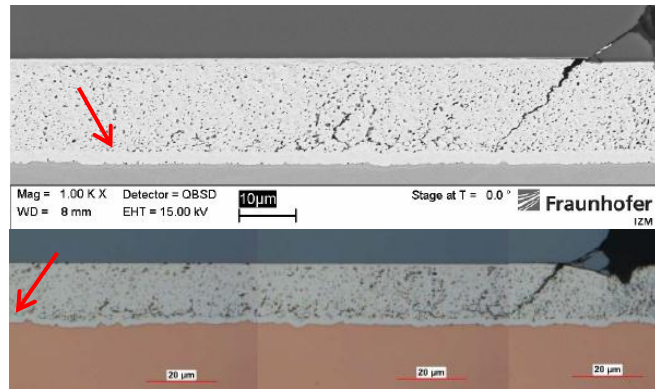 Mag = 1.00 K X Detector = QBSD 10µm Stage at T = 0.0 ° Fraunhofer
WD = 8 mm EHT = 15.00 kV IZM
20 µm 20 µm 20 µm